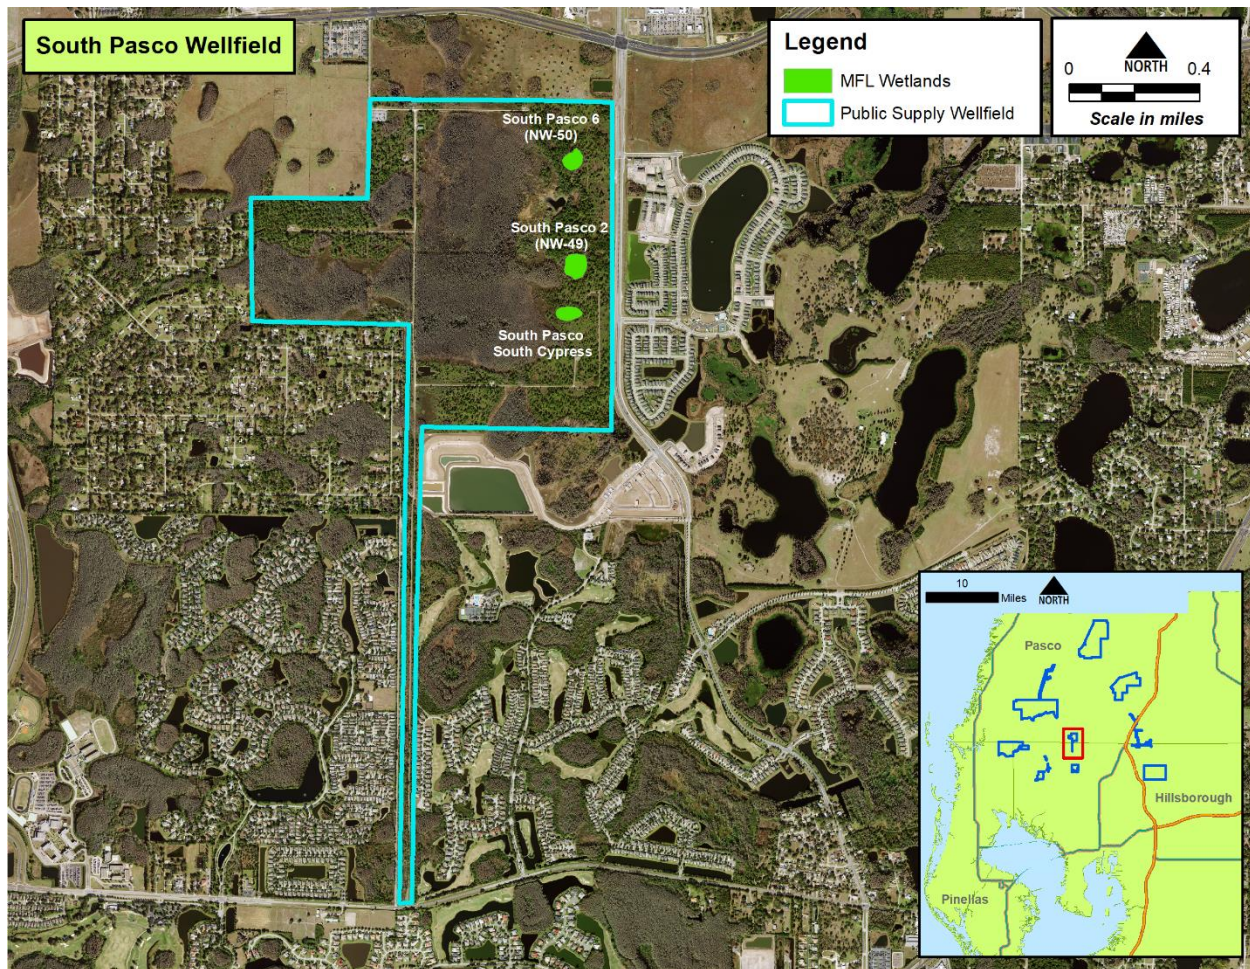 South Pasco Wellfield
Legend
MFL Wetlands
Public Supply Wellfield
NORTH
0 0.4
Scale in miles
South Pasco 6
(NW-50)
South Pasco 2
(NW-49)
South Pasco
South Cypress
10
Miles
NORTH
Pasco
Hillsborough
Pinellas